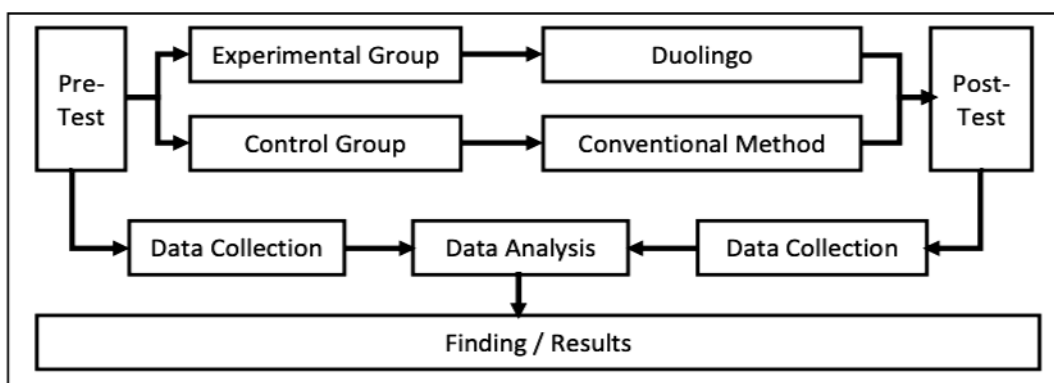 Pre-
Test
Experimental Group
Duolingo
Post-
Test
Control Group
Conventional Method
Data Collection
Data Analysis
Data Collection
Finding / Results